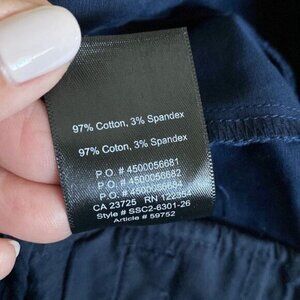 97% Cotton, 3% Spandex
97% Coton, 3% Spandex
P.O. # 4500056681
P.O. # 4500056682
P.O. # 4500056684
CA 23725 RN
Style # SSC2-6301-26
Article # 59752